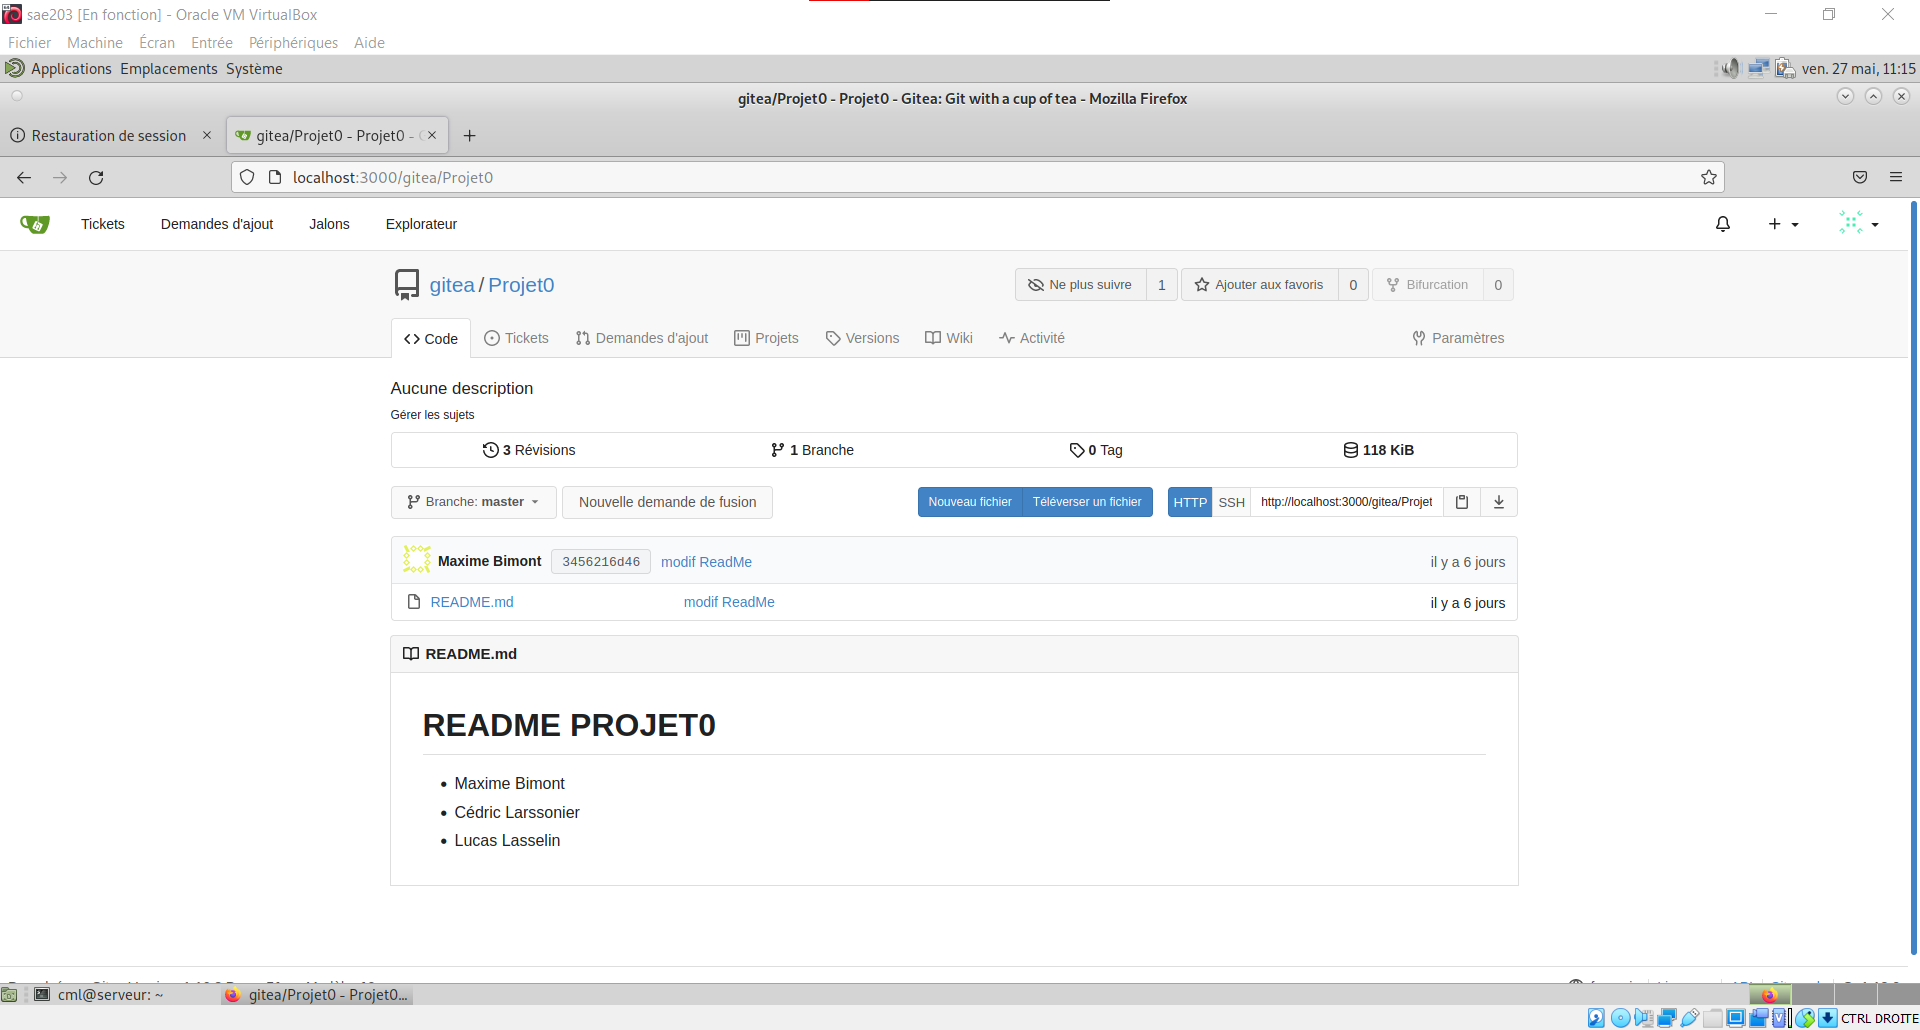 sae203 [En fonction] - Oracle VM VirtualBox
Fichier Machine Écran Entrée Périphériques Aide
Applications Emplacements Système ven. 27 mai, 11:15
gitea/Projet0 - Projet0 - Gitea: Git with a cup of tea - Mozilla Firefox
Restauration de session gitea/Projet0 - Projet0 -
localhost:3000/gitea/Projet0
Tickets Demandes d'ajout Jalons Explorateur
gitea / Projet0 Ne plus suivre 1 Ajouter aux favoris 0 Bifurcation 0
Code Tickets Demandes d'ajout Projets Versions Wiki Activité Paramètres
Aucune description
Gérer les sujets
3 Révisions 1 Branche 0 Tag 118 KiB
Branche: master Nouvelle demande de fusion Nouveau fichier Téléverser un fichier HTTP SSH http://localhost:3000/gitea/Projet
Maxime Bimont 3456216d46 modif ReadMe il y a 6 jours
README.md modif ReadMe il y a 6 jours
README.md
README PROJET0
• Maxime Bimont
• Cédric Larssonier
• Lucas Lasselin
cml@serveur: ~ gitea/Projet0 - Projet0...
CTRL DROITE